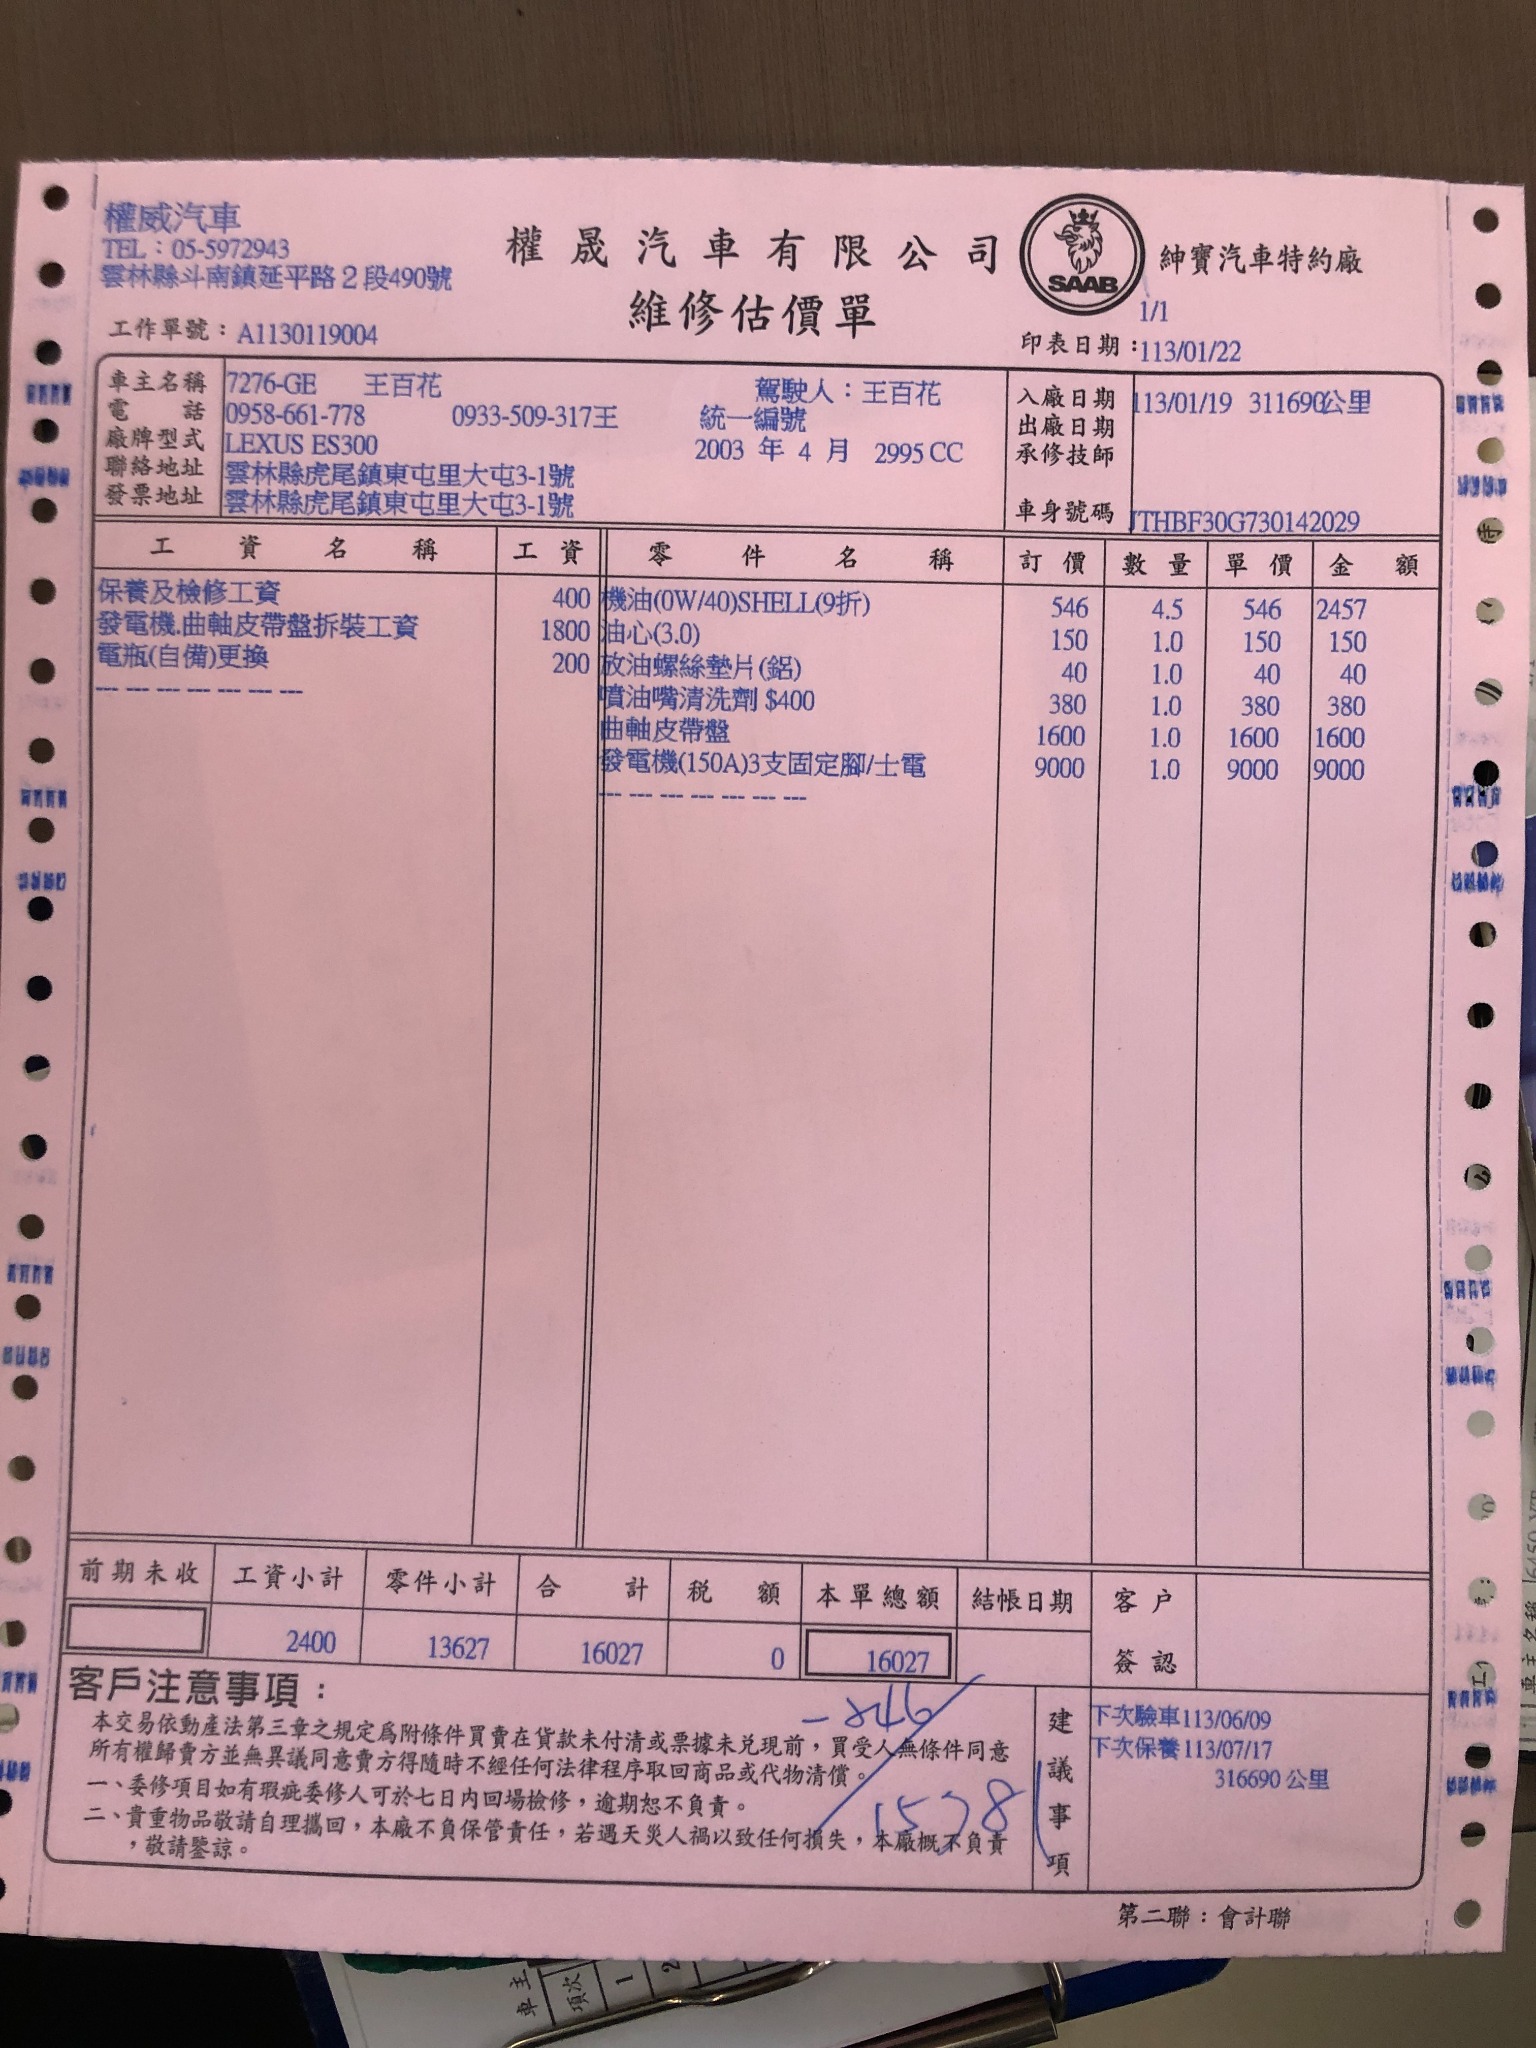 權威汽車
TEL：05-5972943
雲林縣斗南鎮延平路２段490號
權晟汽車有限公司
維修估價單
SAAB
紳寶汽車特約廠
1/1
工作單號：A1130119004
印表日期：113/01/22
車主名稱 7276-GE 王百花 駕駛人：王百花
電話 0958-661-778 0933-509-317王 統一編號
廠牌型式 LEXUS ES300 2003 年 4 月 2995 CC
聯絡地址 雲林縣虎尾鎮東屯里大屯3-1號
發票地址 雲林縣虎尾鎮東屯里大屯3-1號
入廠日期 113/01/19 311690公里
出廠日期
承修技師
車身號碼 JTHBF30G730142029
工資名稱 工資 零件名稱 訂價 數量 單價 金額
保養及檢修工資 400 機油(0W/40)SHELL(9折) 546 4.5 546 2457
發電機.曲軸皮帶盤拆裝工資 1800 油心(3.0) 150 1.0 150 150
電瓶(自備)更換 200 放油螺絲墊片(鋁) 40 1.0 40 40
--- --- --- --- --- --- --- 噴油嘴清洗劑 $400 380 1.0 380 380
曲軸皮帶盤 1600 1.0 1600 1600
發電機(150A)3支固定腳/士電 9000 1.0 9000 9000
--- --- --- --- --- --- ---
前期未收 工資小計 零件小計 合計 稅額 本單總額 結帳日期 客戶
2400 13627 16027 0 16027 簽認
客戶注意事項：
本交易依動產法第三章之規定爲附條件買賣在貨款未付清或票據未兌現前，買受人無條件同意
所有權歸賣方並無異議同意賣方得隨時不經任何法律程序取回商品或代物清償。
一、委修項目如有瑕疵委修人可於七日內回場檢修，逾期恕不負責。
二、貴重物品敬請自理攜回，本廠不負保管責任，若遇天災人禍以致任何損失，本廠概不負責
，敬請鑒諒。
建議事項
下次驗車113/06/09
下次保養113/07/17
316690 公里
第二聯：會計聯
車主
項次
1
2